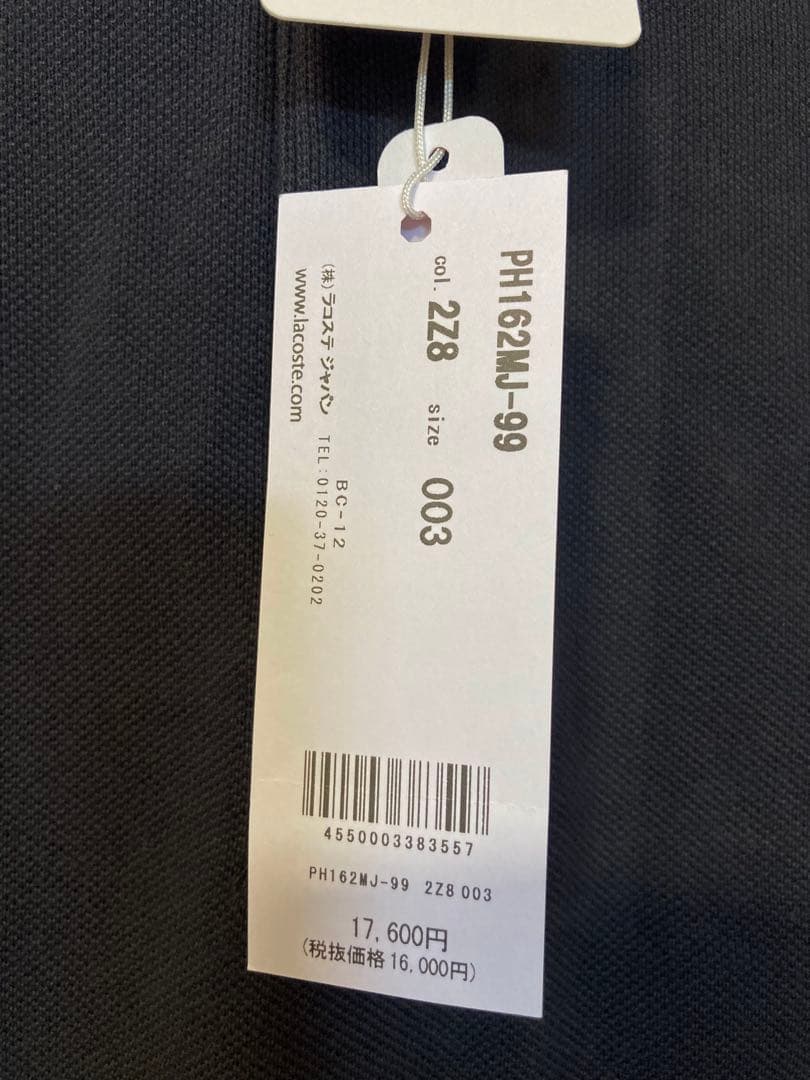 PH162MJ-99
col. 2Z8 size 003
BC-12
(株)ラコステ ジャパン TEL:0120-37-0202
www.lacoste.com
4550003383557
PH162MJ-99 2Z8 003
17,600円
(税抜価格16,000円)